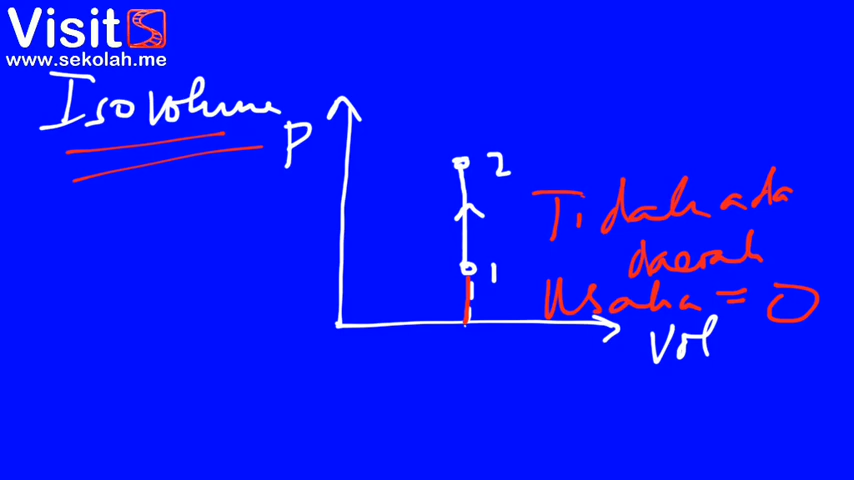 Visit S
www.sekolah.me
Isovolume
P
2
Tidak ada
daerah
1
Usaha = 0
Vol